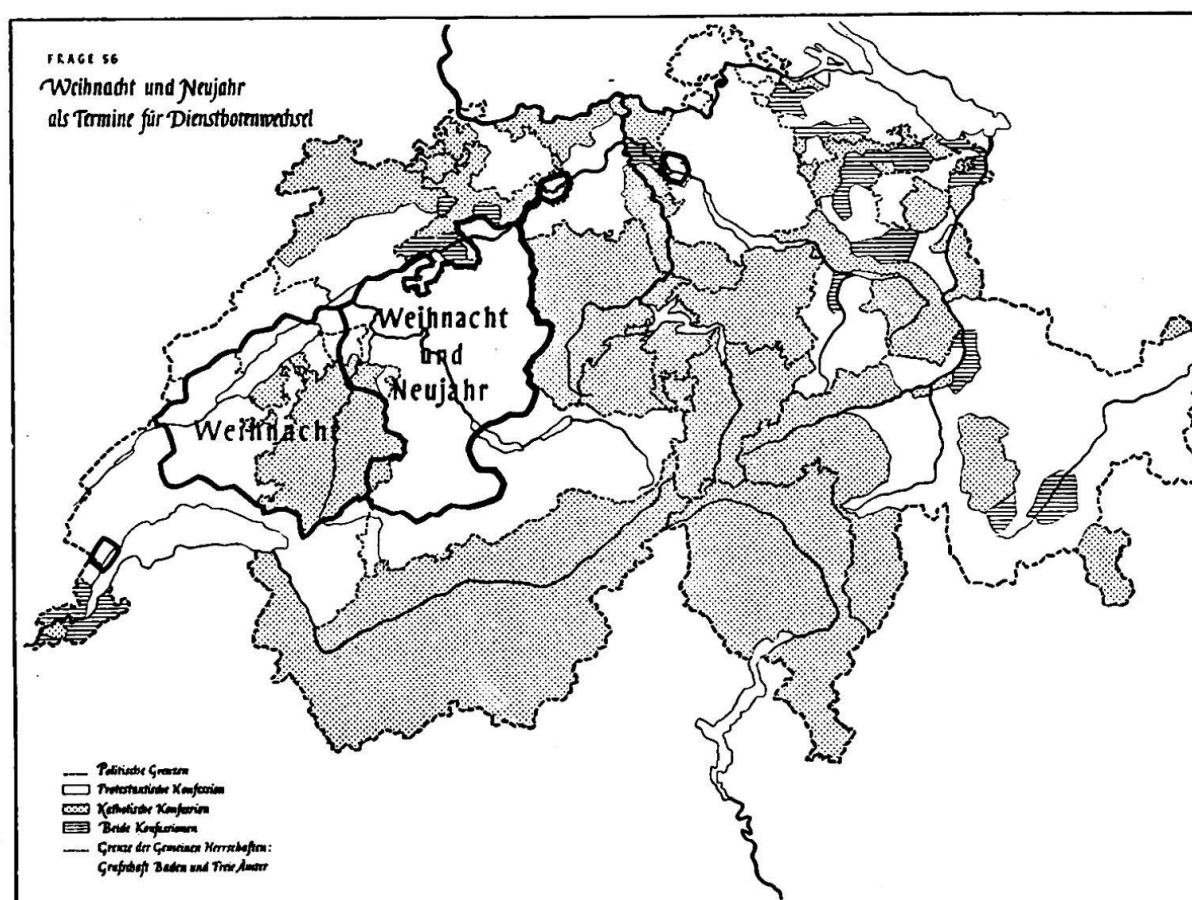 FRAGE 56
Weihnacht und Neujahr
als Termine für Dienstbotenwechsel
Weihnacht
und
Neujahr
Weihnacht
Politische Grenzen
Protestantische Konfession
Katholische Konfession
Beide Konfessionen
Grenze der Gemeinen Herrschaften:
Grafschaft Baden und Freie Ämter